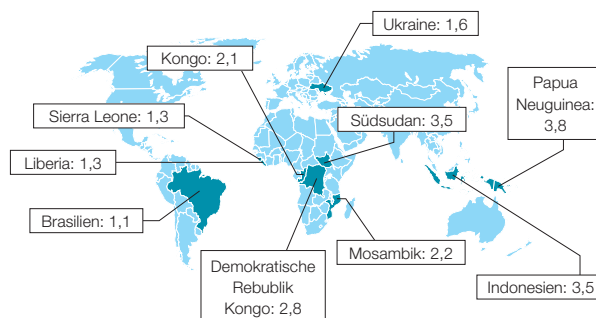 Ukraine: 1,6
Kongo: 2,1
Papua
Neuguinea:
3,8
Sierra Leone: 1,3
Südsudan: 3,5
Liberia: 1,3
Brasilien: 1,1
Mosambik: 2,2
Demokratische
Rebublik
Kongo: 2,8
Indonesien: 3,5